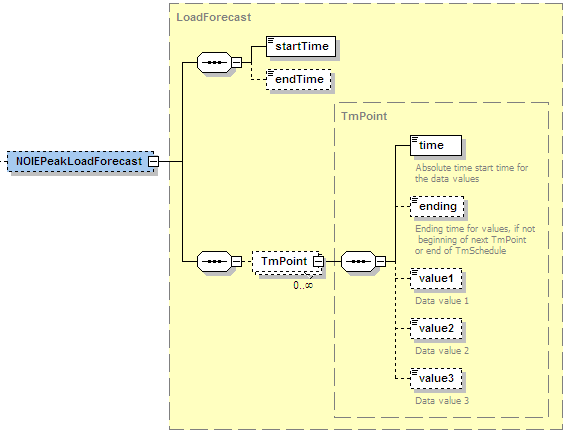 LoadForecast
startTime
endTime
TmPoint
time
Absolute time start time for
the data values
NOIEPeakLoadForecast
ending
Ending time for values, if not
beginning of next TmPoint
or end of TmSchedule
TmPoint
0..∞
value1
Data value 1
value2
Data value 2
value3
Data value 3